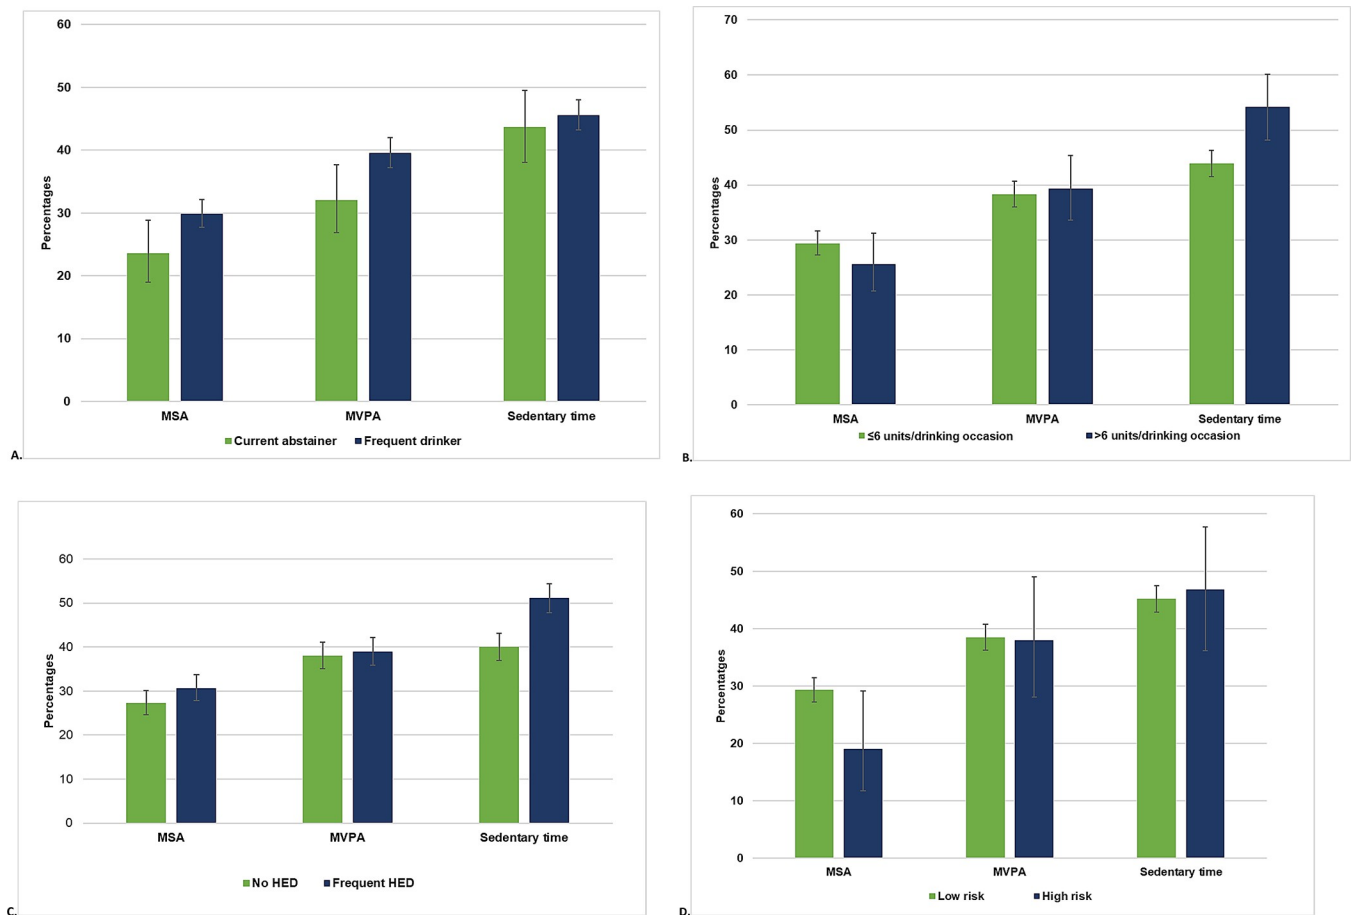 60
50
40
30
20
10
0
Percentages
MSA MVPA Sedentary time
Current abstainer Frequent drinker
A.
70
60
50
40
30
20
10
0
Percentages
MSA MVPA Sedentary time
≤6 units/drinking occasion >6 units/drinking occasion
B.
60
50
40
30
20
10
0
Percentages
MSA MVPA Sedentary time
No HED Frequent HED
C.
60
50
40
30
20
10
0
Percentatges
MSA MVPA Sedentary time
Low risk High risk
D.